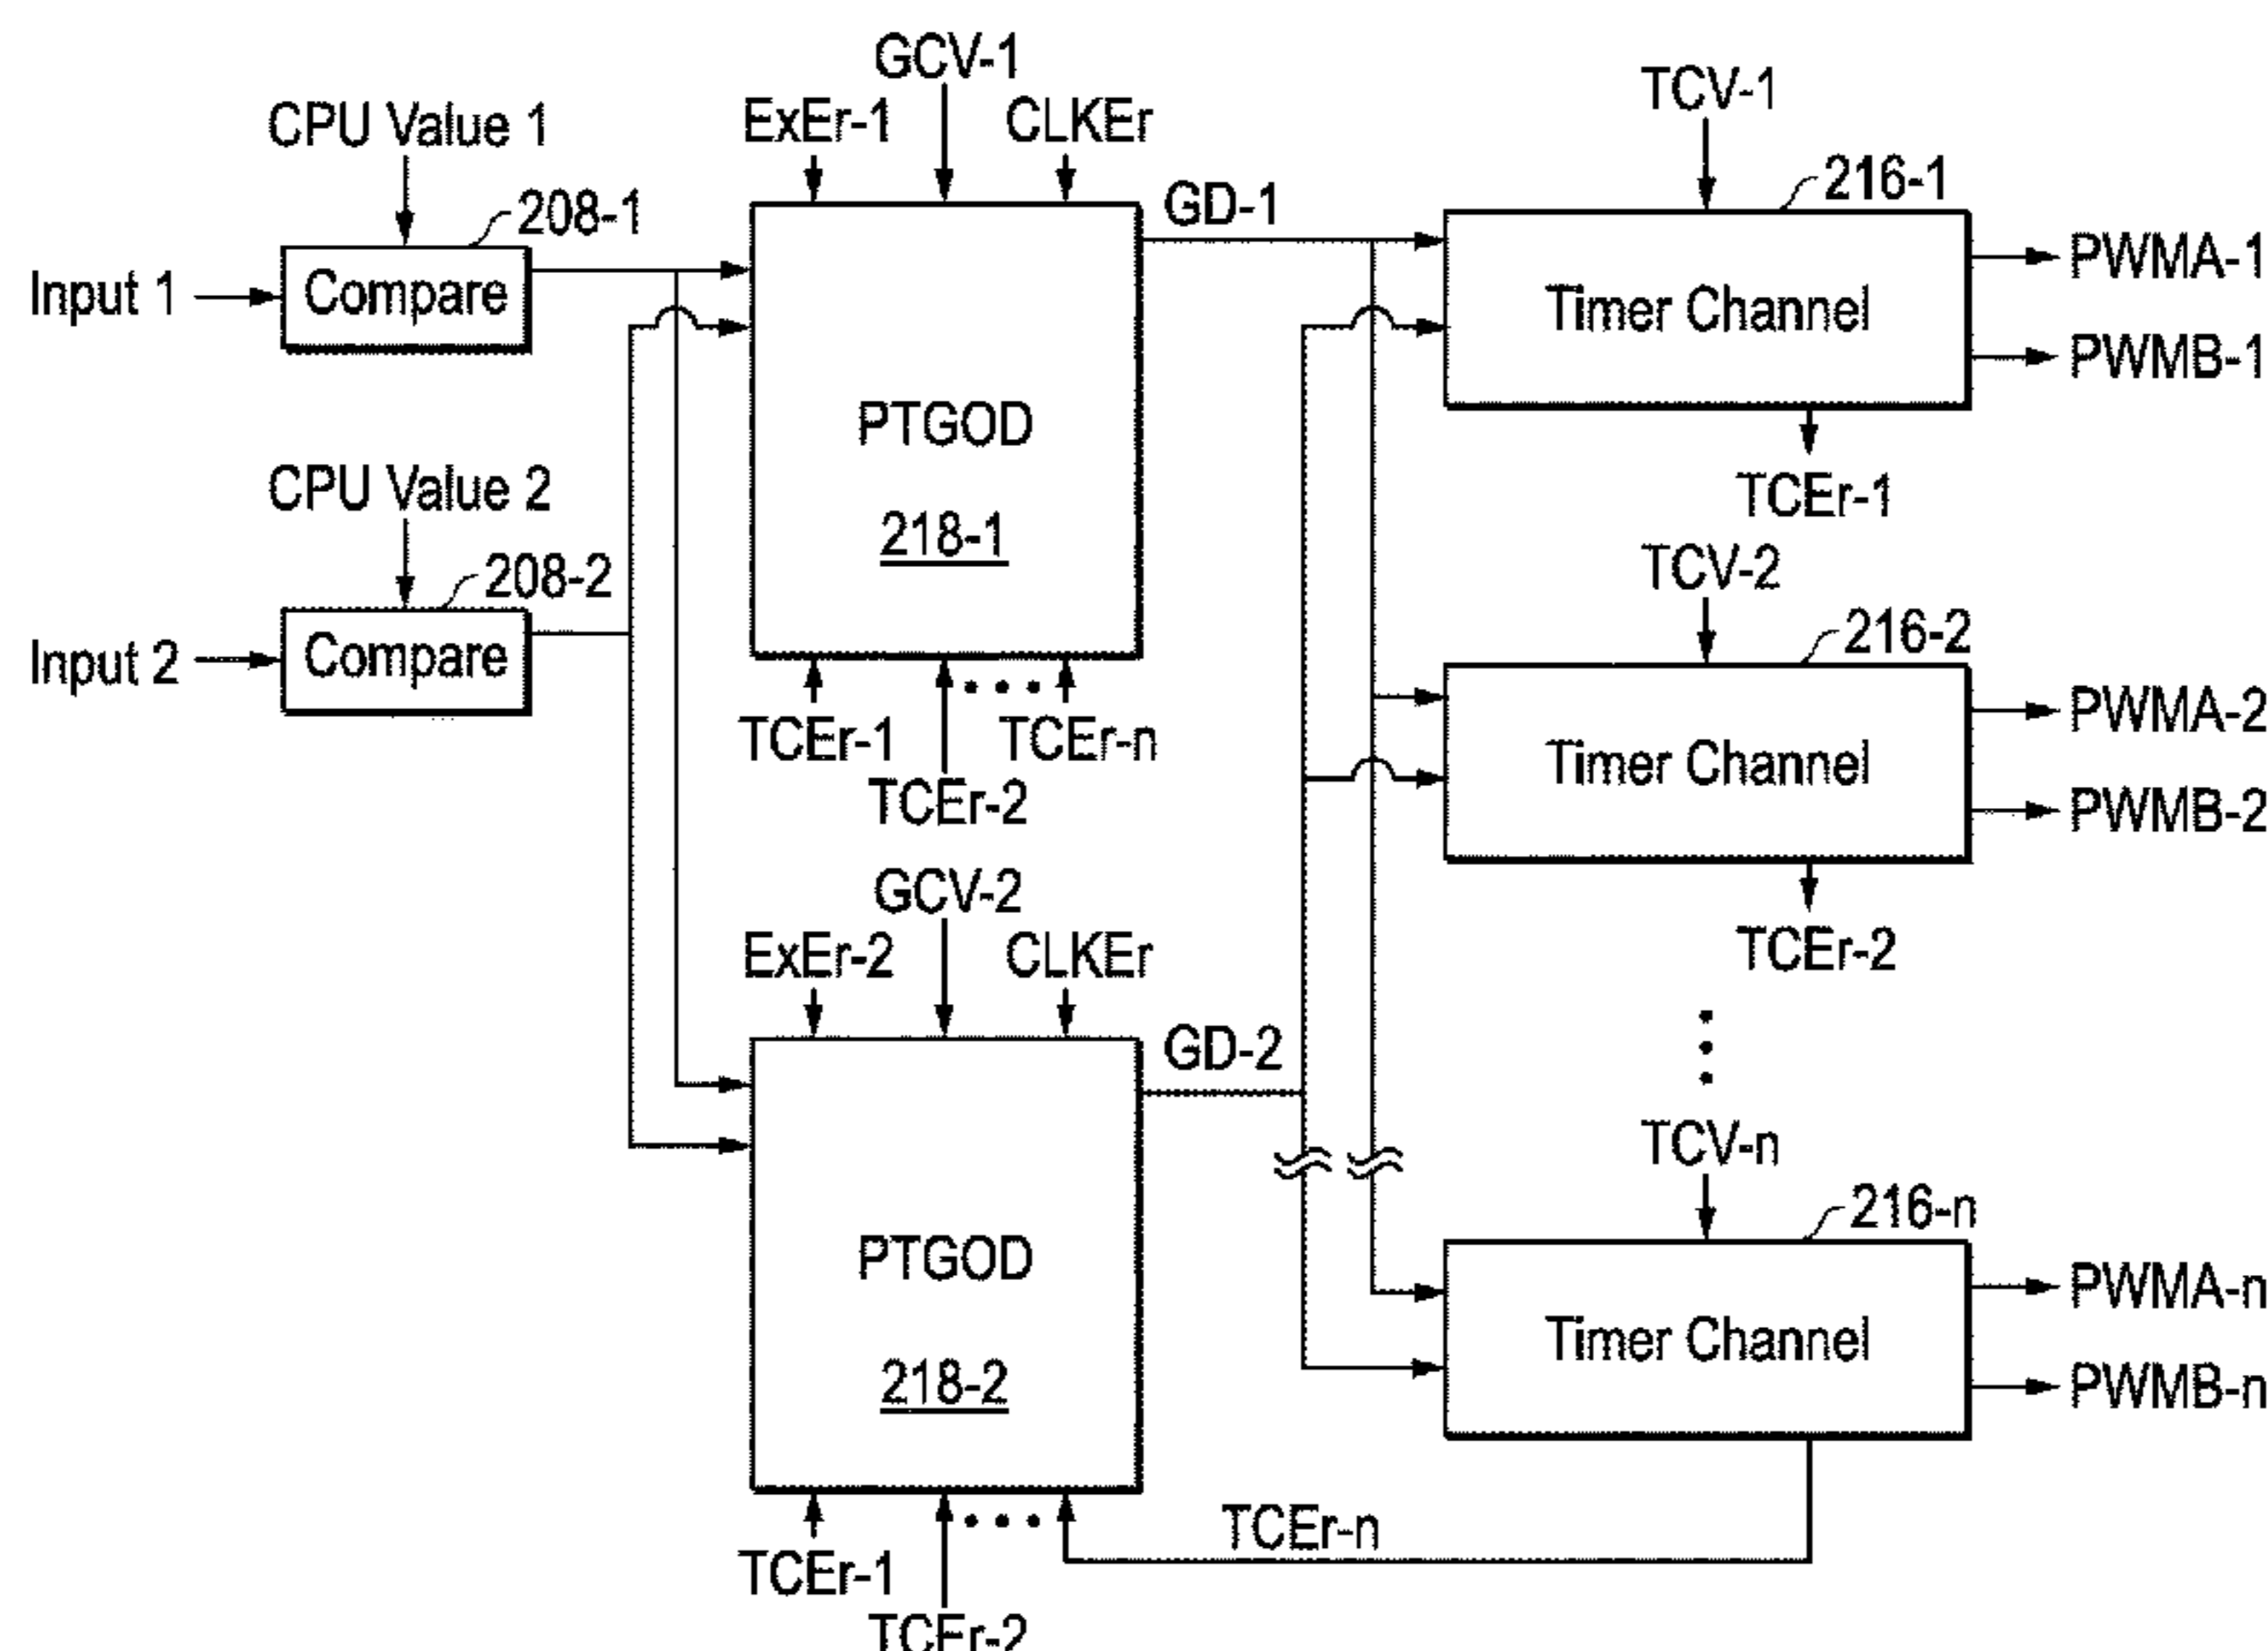 GCV-1
TCV-1
CPU Value 1
ExEr-1
CLKEr
208-1
GD-1
216-1
Input 1
Compare
Timer Channel
PWMA-1
PWMB-1
PTGOD
218-1
CPU Value 2
TCEr-1
208-2
TCV-2
Input 2
Compare
216-2
TCEr-1
TCEr-n
TCEr-2
Timer Channel
PWMA-2
PWMB-2
GCV-2
ExEr-2
CLKEr
TCEr-2
GD-2
TCV-n
216-n
PTGOD
218-2
Timer Channel
PWMA-n
PWMB-n
TCEr-n
TCEr-1
TCEr-2